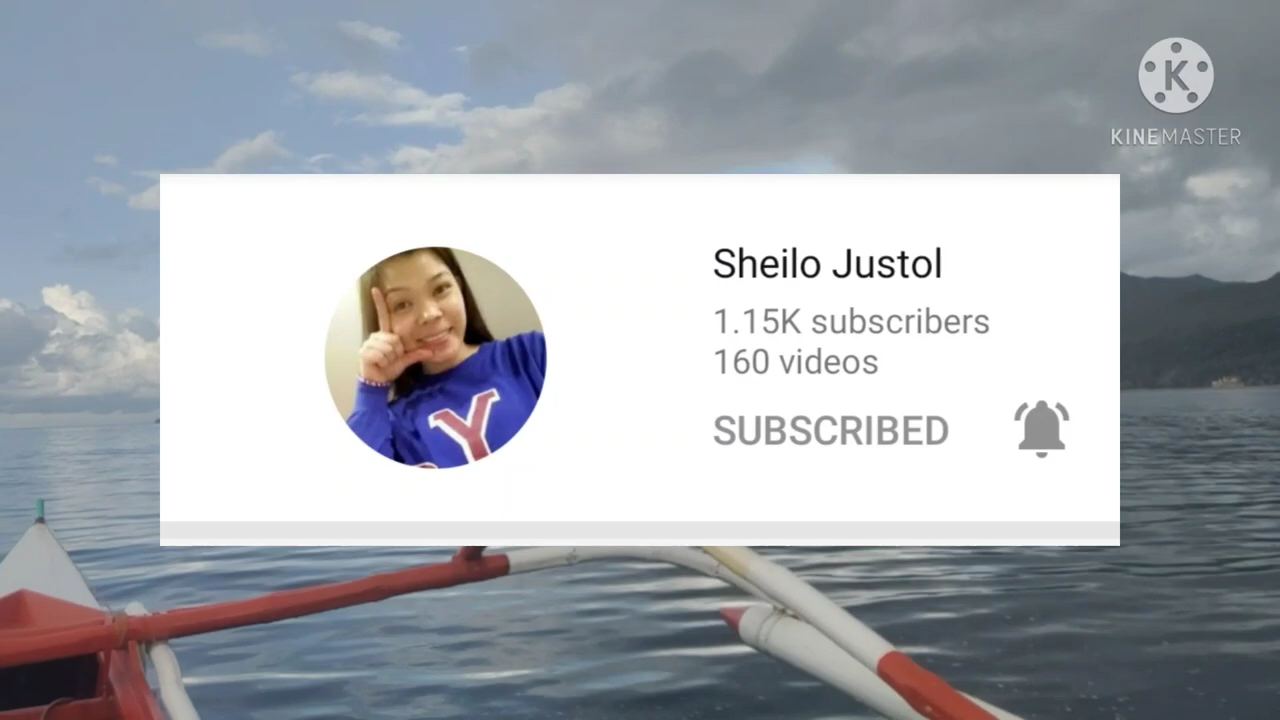 K
KINEMASTER
Sheilo Justol
1.15K subscribers
160 videos
SUBSCRIBED
Y